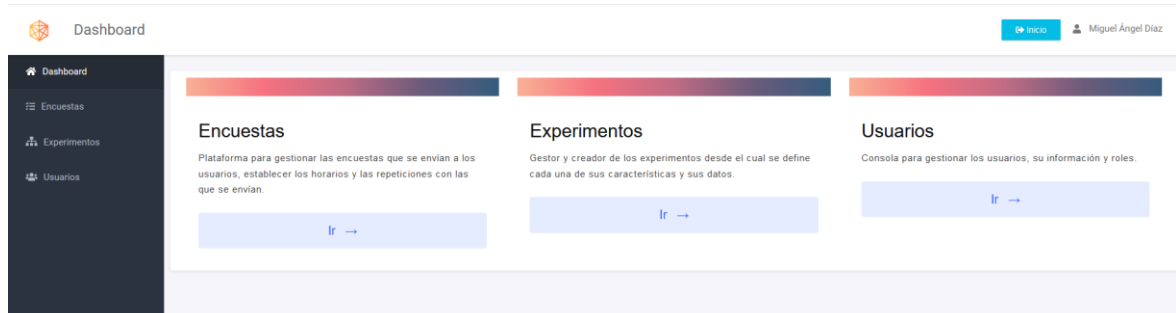 Dashboard
Inicio
Miguel Ángel Díaz
Dashboard
Encuestas
Experimentos
Usuarios
Encuestas
Plataforma para gestionar las encuestas que se envían a los
usuarios, establecer los horarios y las repeticiones con las
que se envían.
Ir →
Experimentos
Gestor y creador de los experimentos desde el cual se define
cada una de sus características y sus datos.
Ir →
Usuarios
Consola para gestionar los usuarios, su información y roles.
Ir →